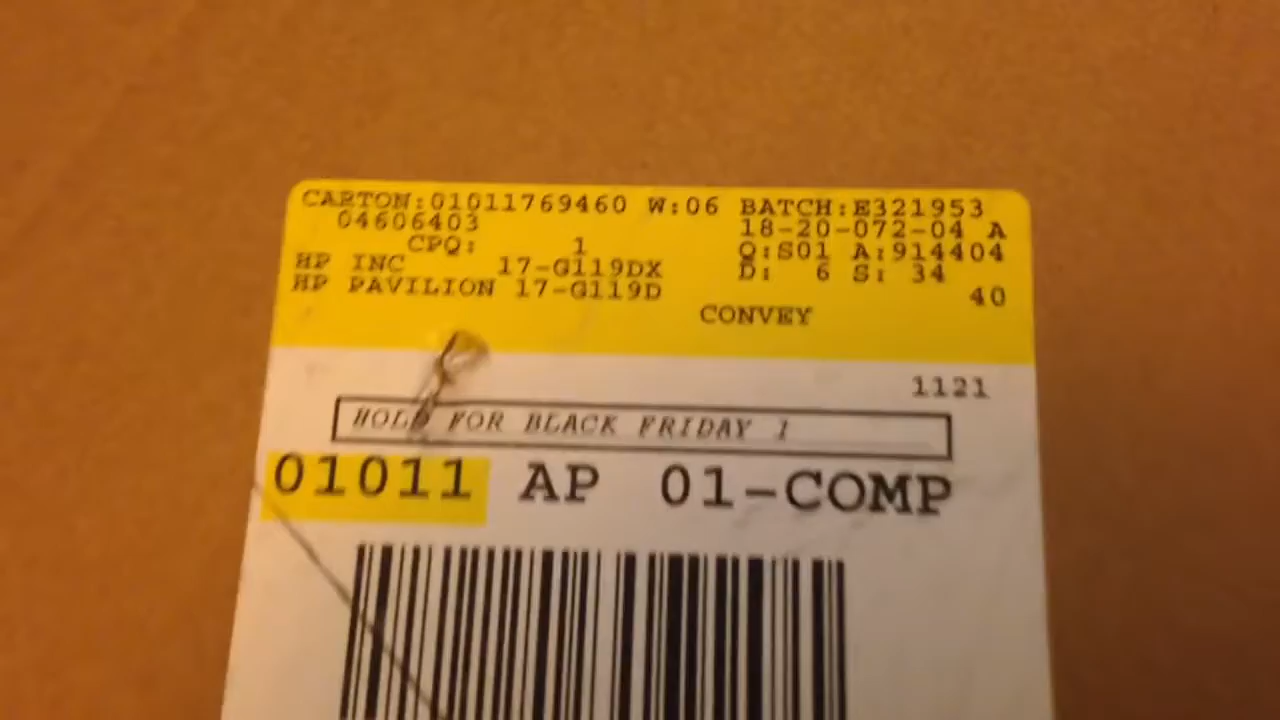 CARTON:01011769460 W:06 BATCH:E321953
04606403 18-20-072-04 A
CPQ: 1 Q:S01 A:914404
HP INC 17-G119DX D: 6 S: 34
HP PAVILION 17-G119D 40
CONVEY
1121
HOLD FOR BLACK FRIDAY 1
01011 AP 01-COMP